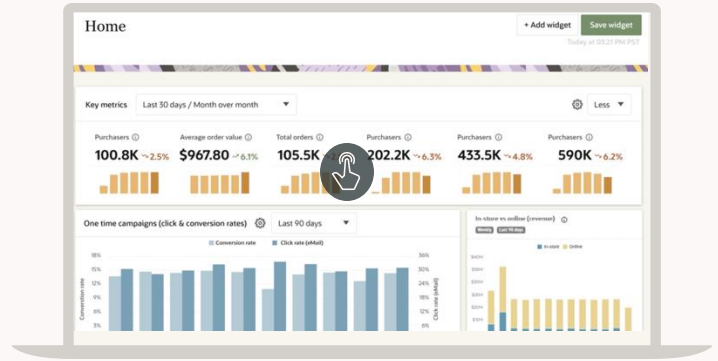 Home
+ Add widget
Save widget
Today at 03:21 PM PST
Key metrics
Last 30 days / Month over month
Less
Purchasers
100.8K
2.5%
Average order value
$967.80
6.1%
Total orders
105.5K
Purchasers
202.2K
6.3%
Purchasers
433.5K
4.8%
Purchasers
590K
6.2%
One time campaigns (click & conversion rates)
Last 90 days
Conversion rate
Click rate (eMail)
Conversion rate
18%
15%
12%
9%
6%
3%
36%
30%
24%
18%
12%
6%
Click rate (eMail)
In-store vs online (revenue)
Weekly
Last 90 days
In-store
Online